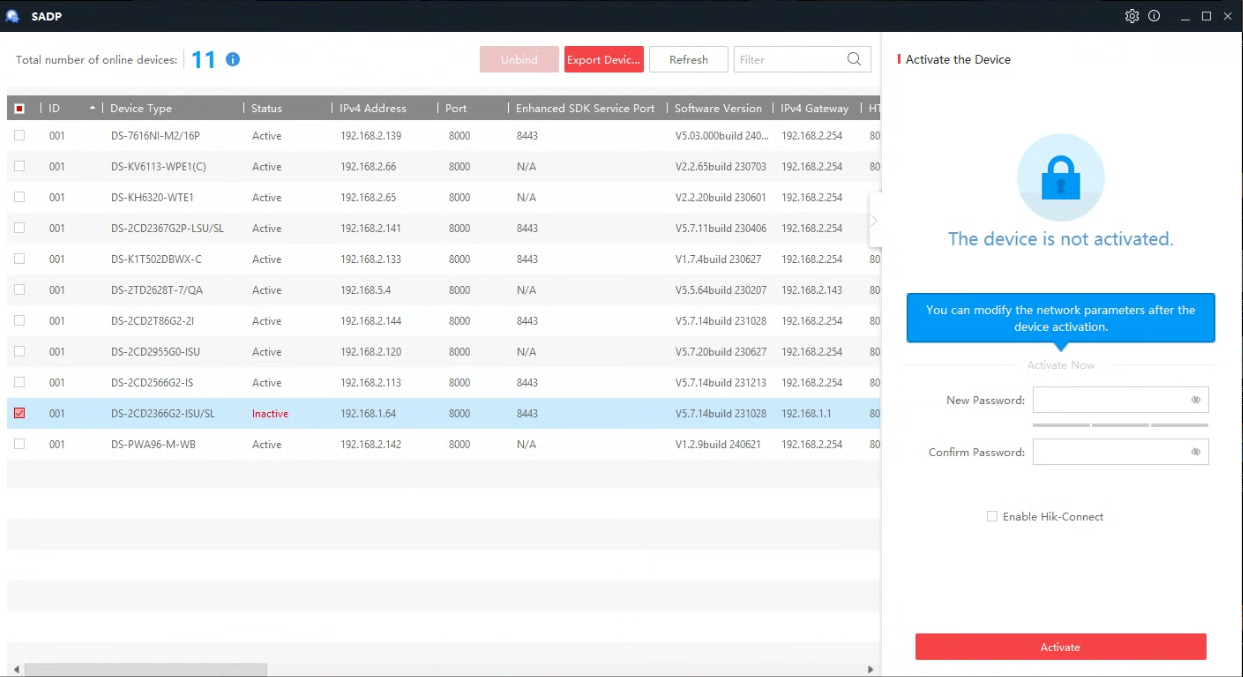 SADP
Total number of online devices: 11
Unbind Export Devic... Refresh Filter
ID Device Type Status IPv4 Address Port Enhanced SDK Service Port Software Version IPv4 Gateway HT
001 DS-7616NI-M2/16P Active 192.168.2.139 8000 8443 V5.03.000build 240... 192.168.2.254 80
001 DS-KV6113-WPE1(C) Active 192.168.2.66 8000 N/A V2.2.65build 230703 192.168.2.254 80
001 DS-KH6320-WTE1 Active 192.168.2.65 8000 N/A V2.2.20build 230601 192.168.2.254 80
001 DS-2CD2367G2P-LSU/SL Active 192.168.2.141 8000 8443 V5.7.11build 230406 192.168.2.254
001 DS-K1T502DBWX-C Active 192.168.2.133 8000 8443 V1.7.4build 230627 192.168.2.254 80
001 DS-2TD2628T-7/QA Active 192.168.5.4 8000 N/A V5.5.64build 230207 192.168.2.143 80
001 DS-2CD2T86G2-2I Active 192.168.2.144 8000 8443 V5.7.14build 231028 192.168.2.254 80
001 DS-2CD2955G0-ISU Active 192.168.2.120 8000 N/A V5.7.20build 230627 192.168.2.254 80
001 DS-2CD2566G2-IS Active 192.168.2.113 8000 8443 V5.7.14build 231213 192.168.2.254 80
001 DS-2CD2366G2-ISU/SL Inactive 192.168.1.64 8000 8443 V5.7.14build 231028 192.168.1.1 80
001 DS-PWA96-M-WB Active 192.168.2.142 8000 N/A V1.2.9build 240621 192.168.2.254 80
Activate the Device
The device is not activated.
You can modify the network parameters after the
device activation.
Activate Now
New Password:
Confirm Password:
Enable Hik-Connect
Activate